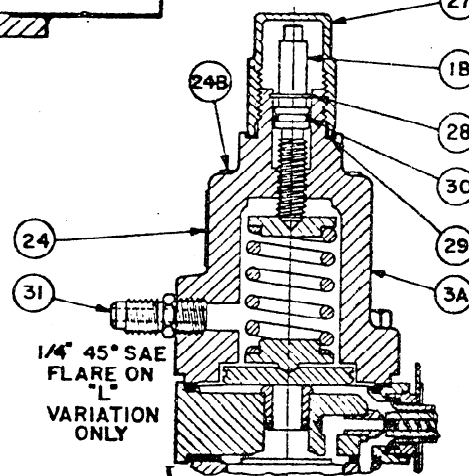 27
1B
24B
28
30
24
29
31
3A
1/4" 45° SAE
FLARE ON
"L"
VARIATION
ONLY